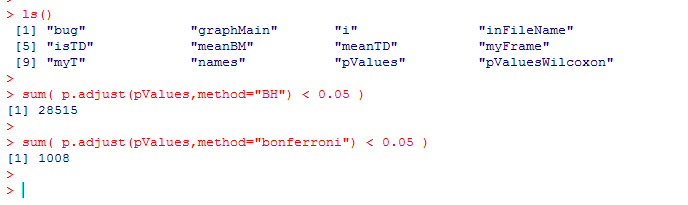 > ls()
[1] "bug" "graphMain" "i" "inFileName"
[5] "isTD" "meanBM" "meanTD" "myFrame"
[9] "myT" "names" "pValues" "pValuesWilcoxon"
>
> sum( p.adjust(pValues,method="BH") < 0.05 )
[1] 28515
>
> sum( p.adjust(pValues,method="bonferroni") < 0.05 )
[1] 1008
>
>